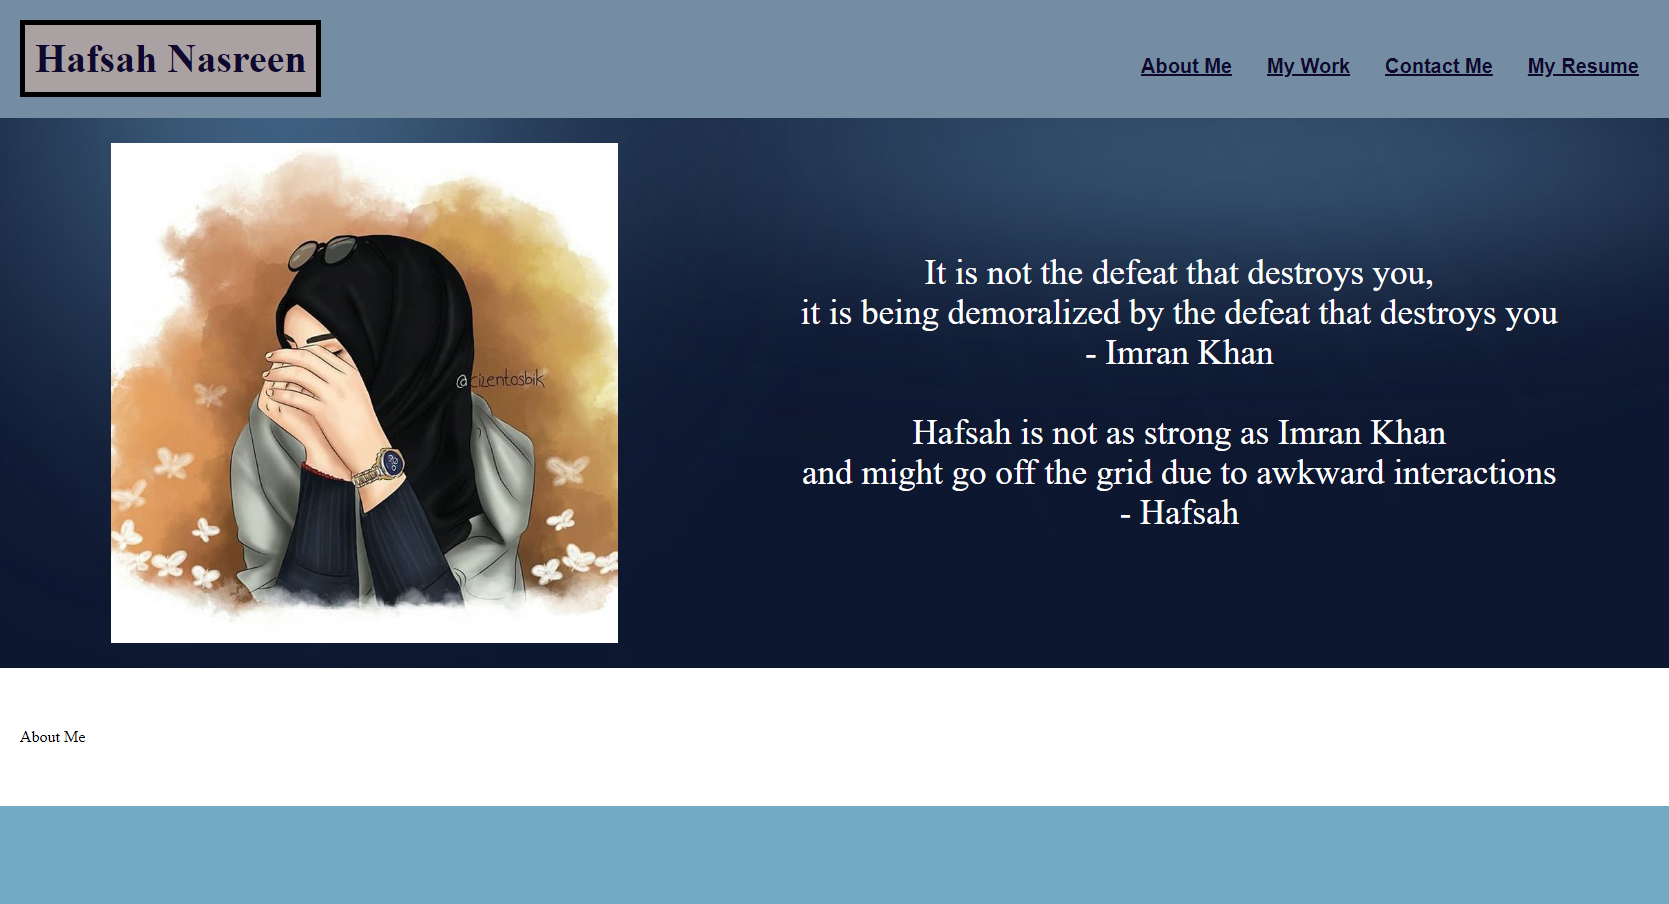 Hafsah Nasreen
About Me My Work Contact Me My Resume
@cizentosbik
It is not the defeat that destroys you,
it is being demoralized by the defeat that destroys you
- Imran Khan
Hafsah is not as strong as Imran Khan
and might go off the grid due to awkward interactions
- Hafsah
About Me